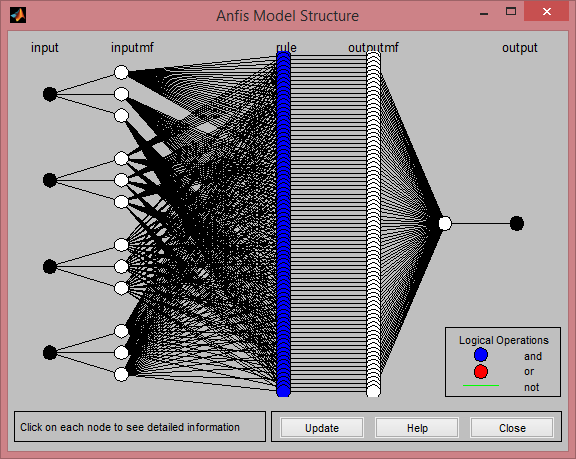 Anfis Model Structure
input inputmf rule outputmf output
Logical Operations
and
or
not
Click on each node to see detailed information
Update Help Close